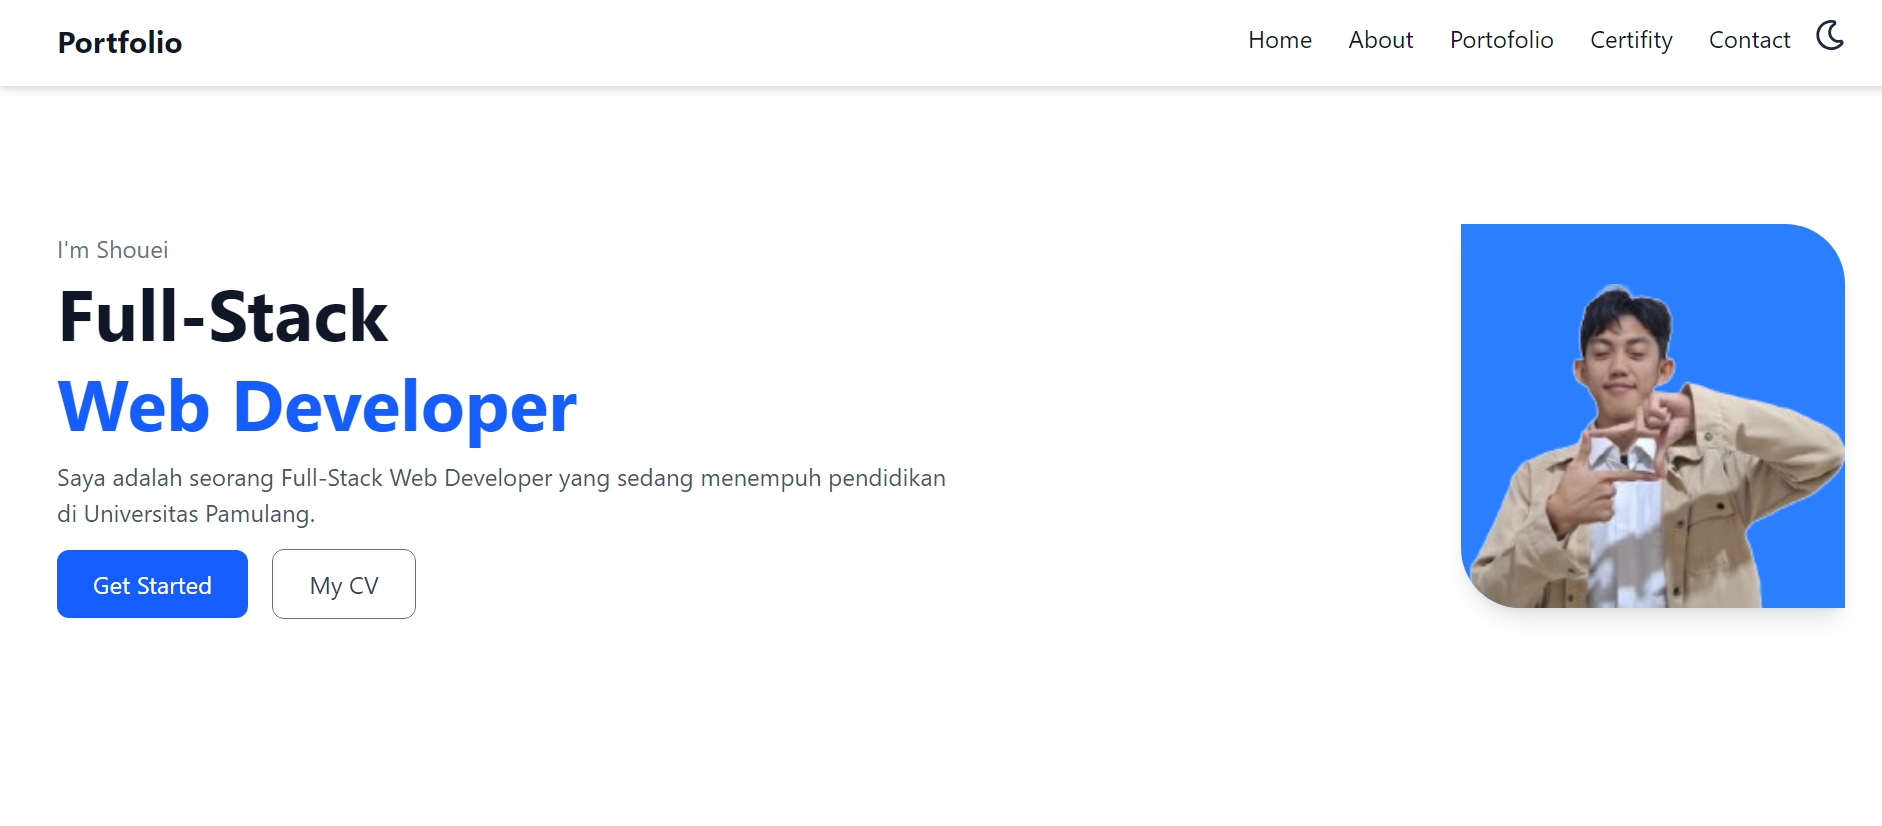 Portfolio
Home About Portofolio Certifity Contact
I'm Shouei
Full-Stack
Web Developer
Saya adalah seorang Full-Stack Web Developer yang sedang menempuh pendidikan
di Universitas Pamulang.
Get Started My CV